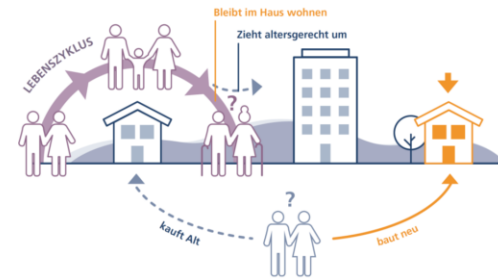 Bleibt im Haus wohnen
Zieht altersgerecht um
LEBENSZYKLUS
?
?
kauft Alt
baut neu